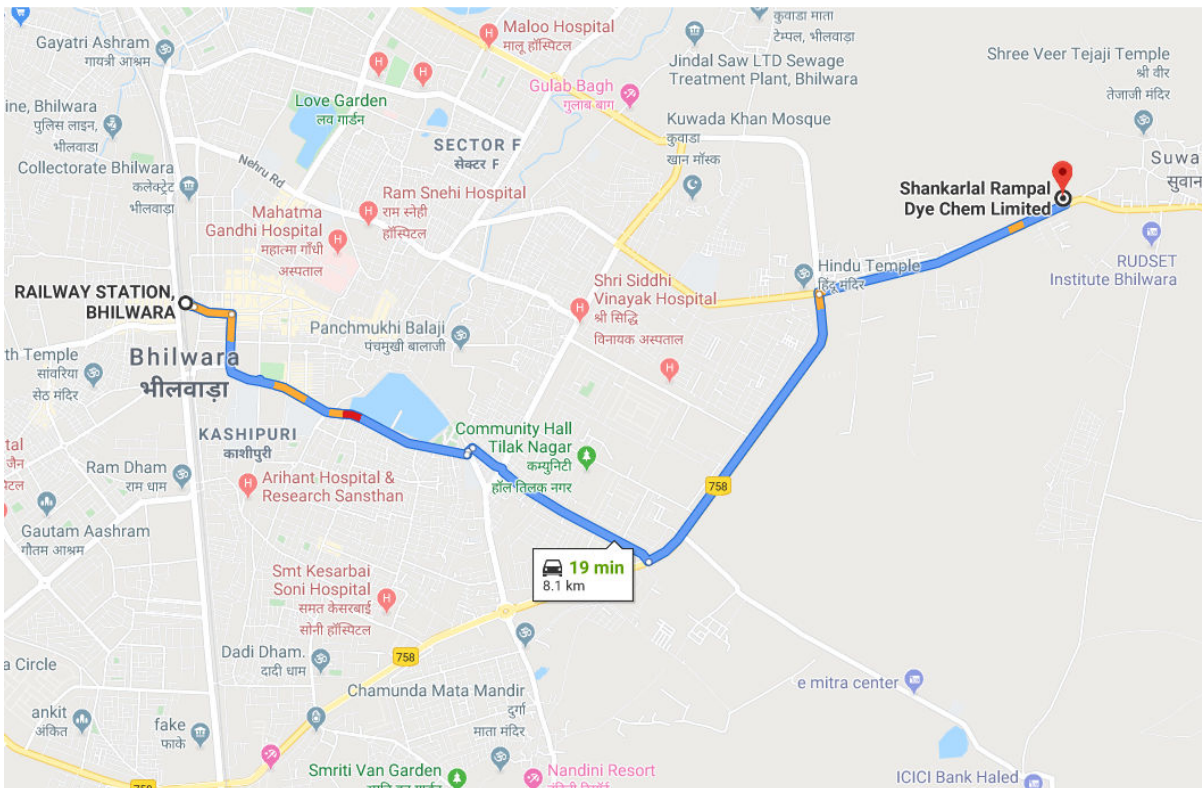 Gayatri Ashram
गायत्री आश्रम
Maloo Hospital
मालू हॉस्पिटल
कुवाडा माता
टेम्पल, भीलवाड़ा
Jindal Saw LTD Sewage
Treatment Plant, Bhilwara
Shree Veer Tejaji Temple
श्री वीर
तेजाजी मंदिर
Gulab Bagh
गुलाब बाग
Love Garden
लव गार्डन
ine, Bhilwara
पुलिस लाइन,
भीलवाड़ा
SECTOR F
सेक्टर F
Kuwada Khan Mosque
कुवाडा
खान मॉस्क
Collectorate Bhilwara
कलेक्ट्रेट
भीलवाड़ा
Nehru Rd
Ram Snehi Hospital
राम स्नेही
हॉस्पिटल
Suwa
सुवान
Shankarlal Rampal
Dye Chem Limited
Mahatma
Gandhi Hospital
महात्मा गाँधी
अस्पताल
RUDSET
Institute Bhilwara
Hindu Temple
हिंदू मंदिर
Shri Siddhi
Vinayak Hospital
श्री सिद्धि
विनायक अस्पताल
RAILWAY STATION,
BHILWARA
Panchmukhi Balaji
पंचमुखी बालाजी
th Temple
सांवरिया
सेठ मंदिर
Bhilwara
भीलवाड़ा
KASHIPURI
काशीपुरी
Community Hall
Tilak Nagar
कम्युनिटी
हॉल तिलक नगर
tal
जैन
Ram Dham
राम धाम
Arihant Hospital &
Research Sansthan
758
Gautam Aashram
गौतम आश्रम
19 min
8.1 km
Smt Kesarbai
Soni Hospital
समत केसरबाई
सोनी हॉस्पिटल
Dadi Dham.
दादी धाम
758
a Circle
Chamunda Mata Mandir
दुर्गा
माता मंदिर
e mitra center
ankit
अंकित
fake
फाके
Smriti Van Garden
Nandini Resort
ICICI Bank Haled
758